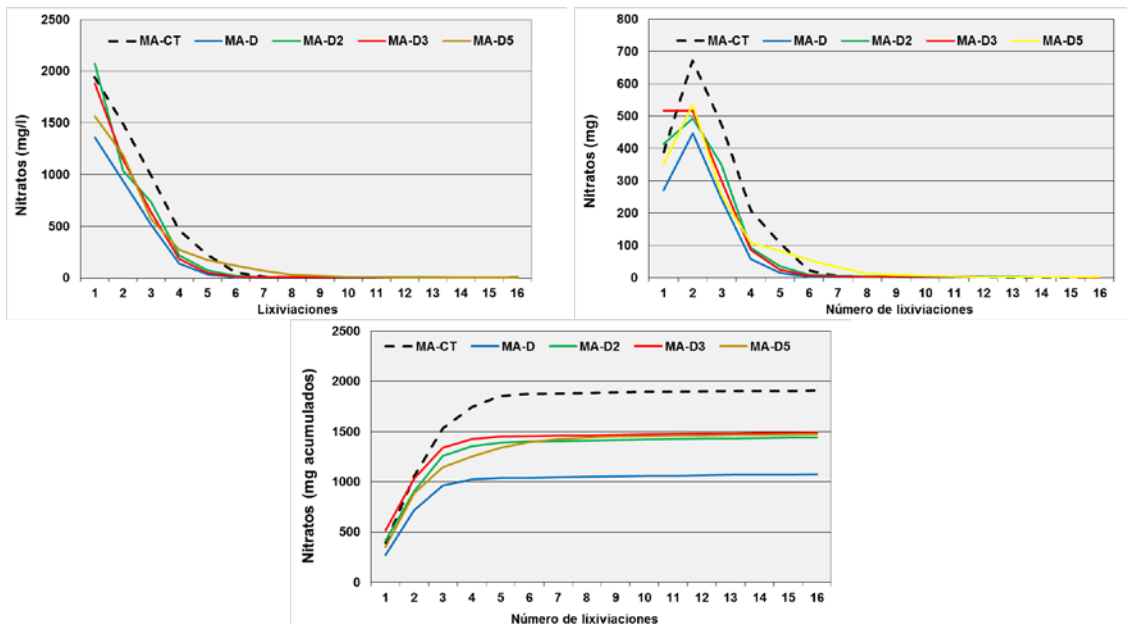 2500
MA-CT MA-D MA-D2 MA-D3 MA-D5
2000
1500
1000
500
0
Nitratos (mg/l)
1 2 3 4 5 6 7 8 9 10 11 12 13 14 15 16
Lixiviaciones
800
MA-CT MA-D MA-D2 MA-D3 MA-D5
700
600
500
400
300
200
100
0
Nitratos (mg)
1 2 3 4 5 6 7 8 9 10 11 12 13 14 15 16
Número de lixiviaciones
2500
MA-CT MA-D MA-D2 MA-D3 MA-D5
2000
1500
1000
500
0
Nitratos (mg acumulados)
1 2 3 4 5 6 7 8 9 10 11 12 13 14 15 16
Número de lixiviaciones